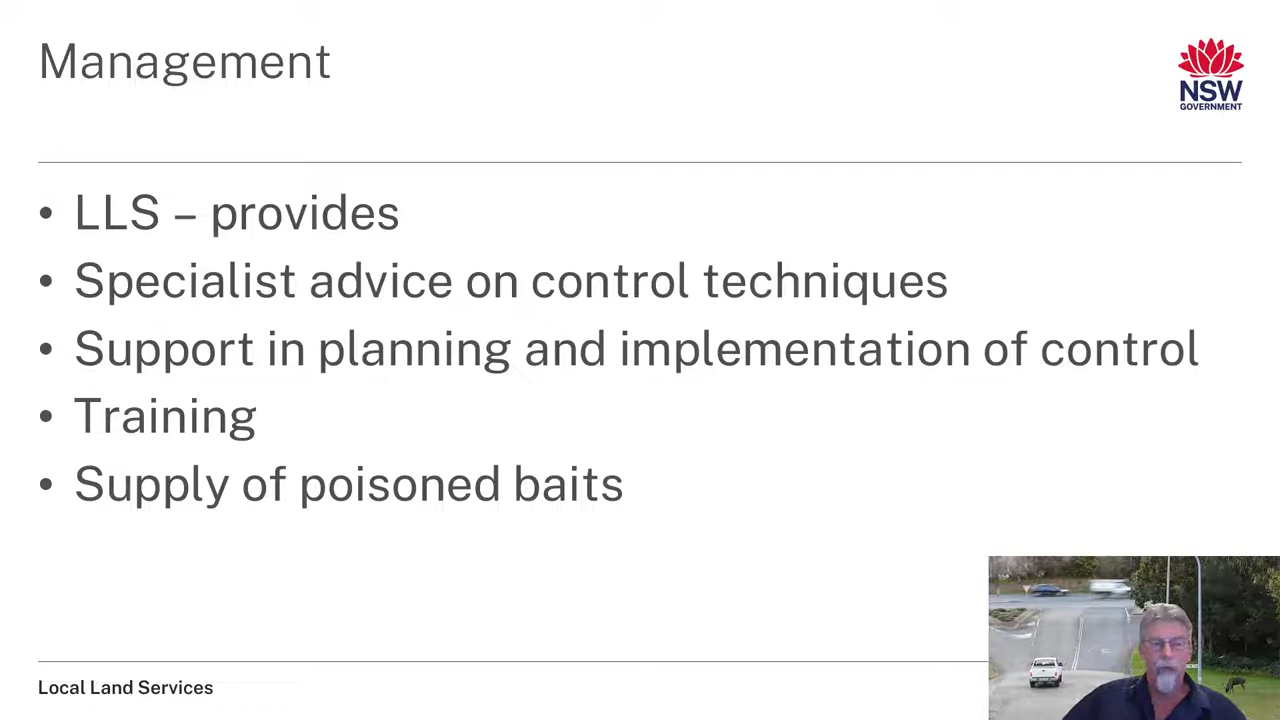 Management
NSW
GOVERNMENT
• LLS – provides
• Specialist advice on control techniques
• Support in planning and implementation of control
• Training
• Supply of poisoned baits
Local Land Services